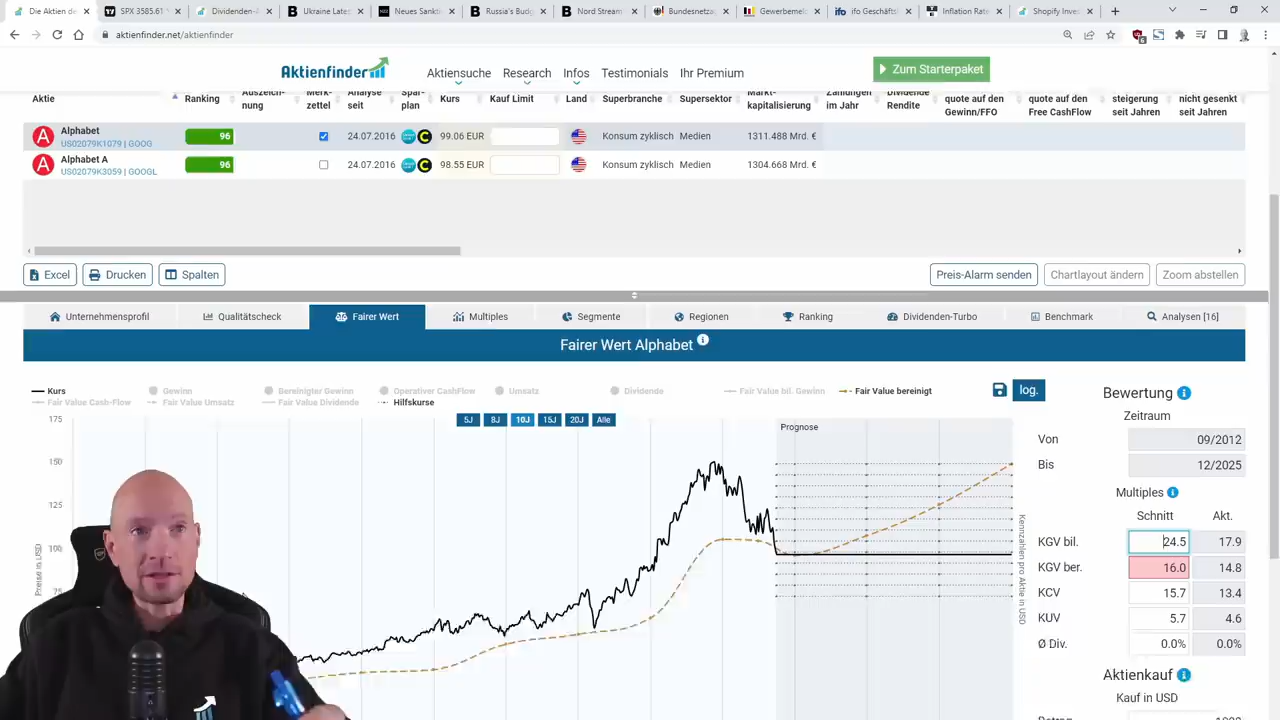 Aktien de
SPX 3585.61
Dividenden-A
Ukraine Lates
Neues Sankti
Russia's Budg
Nord Stream
Bundesnetza
Gewerbeimel
ifo Geschäft
Inflation Rate
Shopify Inves
aktienfinder.net/aktienfinder
Aktienfinder
Aktiensuche
Research
Infos
Testimonials
Ihr Premium
Zum Starterpaket
Aktie
Ranking
Auszeich-
nung
Merk-
zettel
Analyse
seit
Spar-
plan
Kurs
Kauf Limit
Land
Superbranche
Supersektor
Markt-
kapitalisierung
Zahlungen
im Jahr
Dividende
Rendite
quote auf den
Gewinn/FFO
quote auf den
Free CashFlow
steigerung
seit Jahren
nicht gesenkt
seit Jahren
Alphabet
US02079K1079 | GOOG
96
24.07.2016
99.06 EUR
Konsum zyklisch
Medien
1311.488 Mrd. €
Alphabet A
US02079K3059 | GOOGL
96
24.07.2016
98.55 EUR
Konsum zyklisch
Medien
1304.668 Mrd. €
Excel
Drucken
Spalten
Preis-Alarm senden
Chartlayout ändern
Zoom abstellen
Unternehmensprofil
Qualitätscheck
Fairer Wert
Multiples
Segmente
Regionen
Ranking
Dividenden-Turbo
Benchmark
Analysen [16]
Fairer Wert Alphabet
Kurs
Gewinn
Bereinigter Gewinn
Operativer CashFlow
Umsatz
Dividende
Fair Value bil. Gewinn
Fair Value bereinigt
Fair Value Cash-Flow
Fair Value Umsatz
Fair Value Dividende
Hilfskurse
log.
5J
8J
10J
15J
20J
Alle
175
150
125
100
75
Preise in USD
Prognose
Kennzahlen pro Aktie in USD
Bewertung
Zeitraum
Von
09/2012
Bis
12/2025
Multiples
Schnitt
Akt.
KGV bil.
24.5
17.9
KGV ber.
16.0
14.8
KCV
15.7
13.4
KUV
5.7
4.6
Ø Div.
0.0%
0.0%
Aktienkauf
Kauf in USD